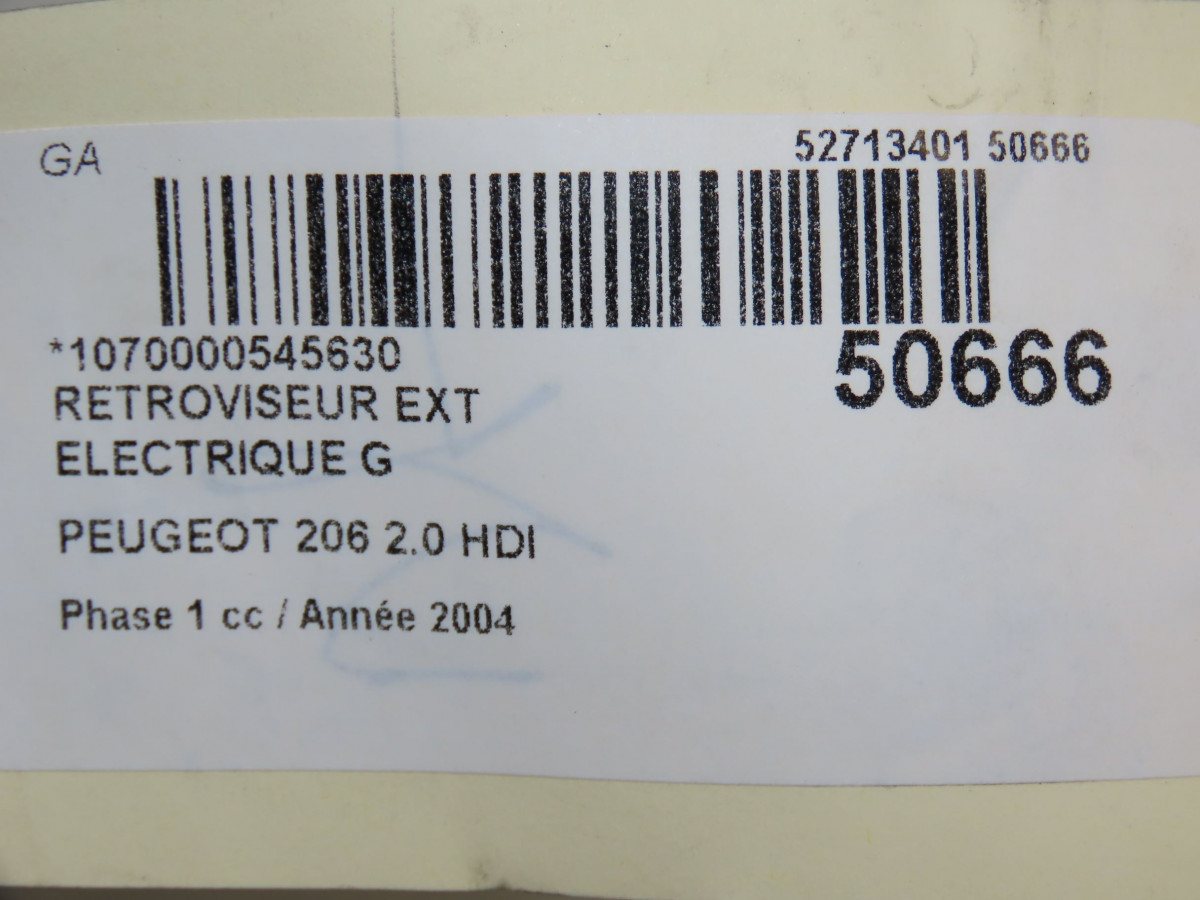 GA
52713401 50666
*1070000545630
50666
RETROVISEUR EXT
ELECTRIQUE G
PEUGEOT 206 2.0 HDI
Phase 1 cc / Année 2004